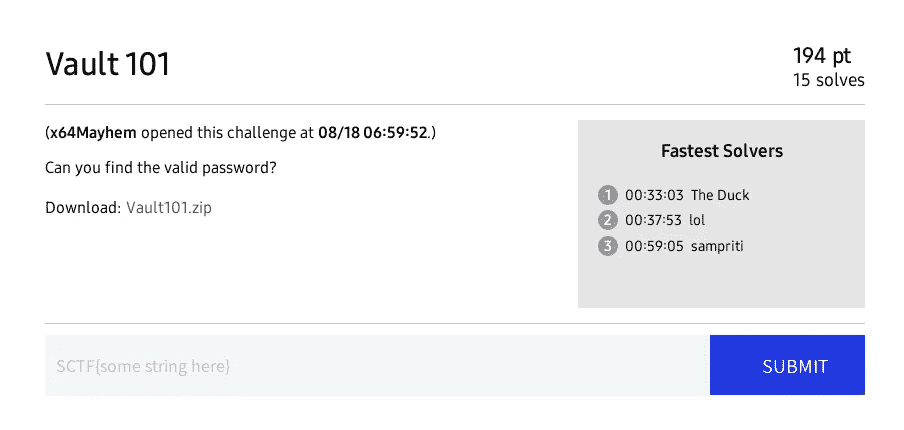 Vault 101
194 pt
15 solves
(x64Mayhem opened this challenge at 08/18 06:59:52.)
Can you find the valid password?
Download: Vault101.zip
Fastest Solvers
1 00:33:03 The Duck
2 00:37:53 lol
3 00:59:05 sampriti
SCTF{some string here}
SUBMIT